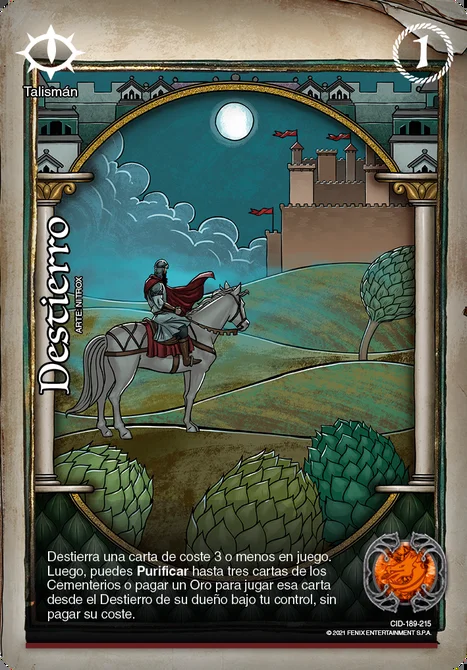 Talismán
1
Destierro
ARTE: NITROX
Destierra una carta de coste 3 o menos en juego.
Luego, puedes Purificar hasta tres cartas de los
Cementerios o pagar un Oro para jugar esa carta
desde el Destierro de su dueño bajo tu control, sin
pagar su coste.
CID-189-215
© 2021 FENIX ENTERTAINMENT S.P.A.